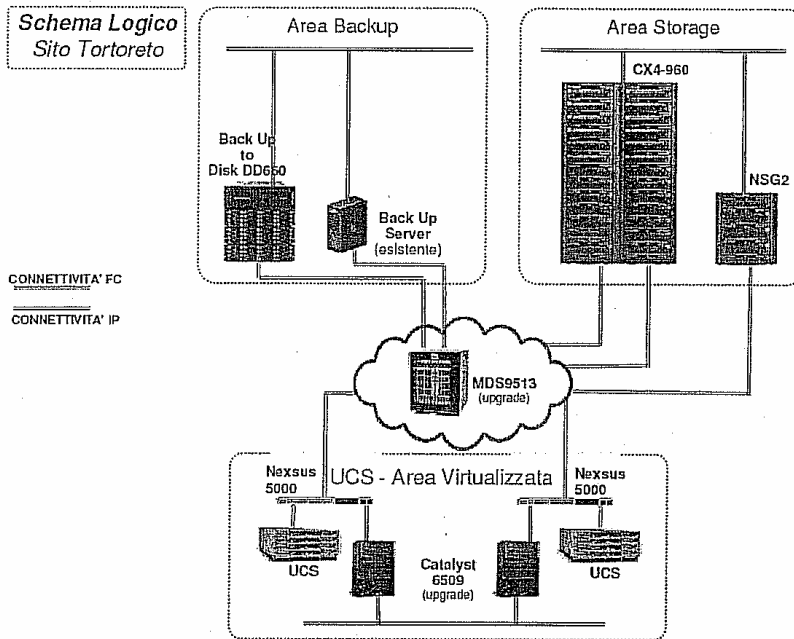 Schema Logico
Sito Tortoreto
Area Backup
Back Up
to
Disk DD660
Back Up
Server
(esistente)
Area Storage
CX4-960
NSG2
CONNETTIVITA' FC
CONNETTIVITA' IP
MDS9513
(upgrade)
UCS - Area Virtualizzata
Nexsus
5000
Nexsus
5000
UCS
Catalyst
6509
(upgrade)
UCS